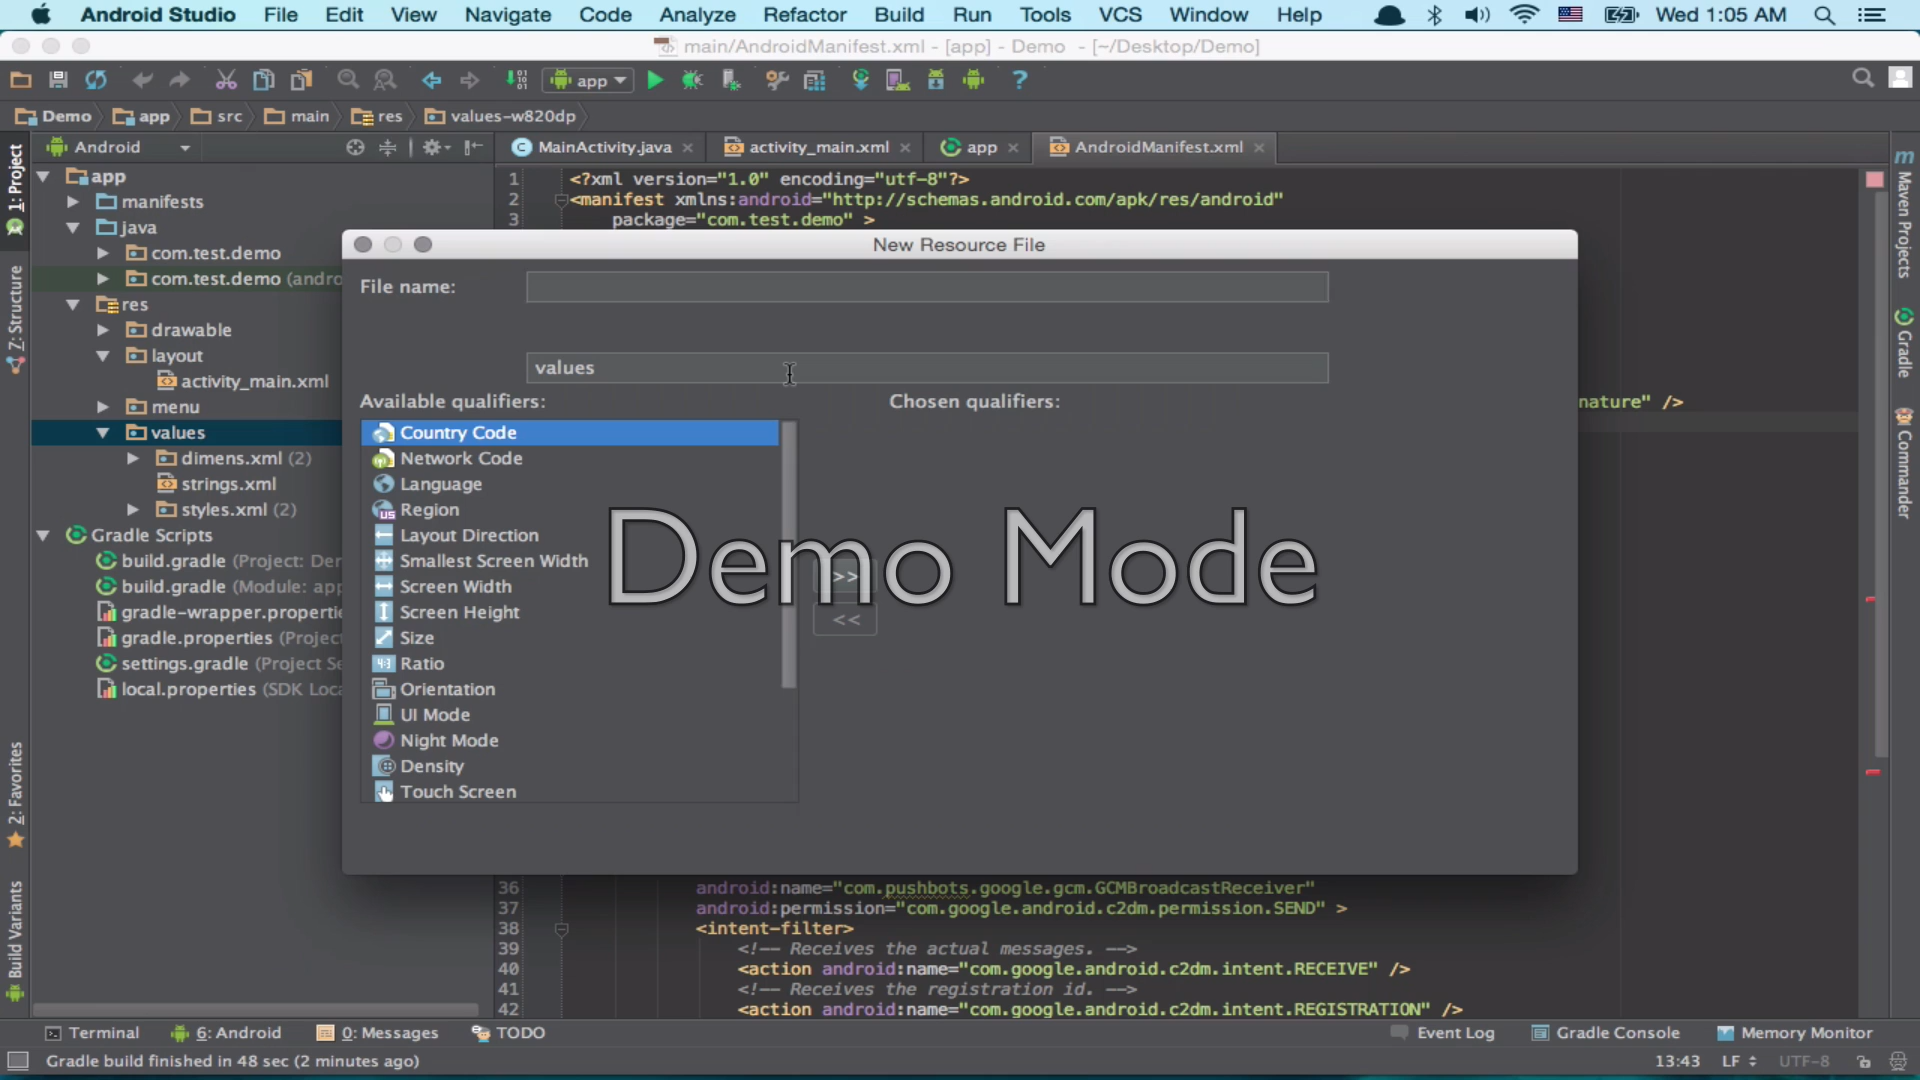 Android Studio File Edit View Navigate Code Analyze Refactor Build Run Tools VCS Window Help Wed 1:05 AM
main/AndroidManifest.xml - [app] - Demo - [~/Desktop/Demo]
app
Demo app src main res values-w820dp
Android
MainActivity.java activity_main.xml app AndroidManifest.xml
1: Project
7: Structure
2: Favorites
Build Variants
app
manifests
java
com.test.demo
com.test.demo (andro
res
drawable
layout
activity_main.xml
menu
values
dimens.xml (2)
strings.xml
styles.xml (2)
Gradle Scripts
build.gradle (Project: Der
build.gradle (Module: app
gradle-wrapper.propertie
gradle.properties (Project
settings.gradle (Project Se
local.properties (SDK Loca
1 <?xml version="1.0" encoding="utf-8"?>
2 <manifest xmlns:android="http://schemas.android.com/apk/res/android"
3 package="com.test.demo" >
nature" />
New Resource File
File name:
values
Available qualifiers:
Chosen qualifiers:
Country Code
Network Code
Language
Region
Layout Direction
Smallest Screen Width
Screen Width
Screen Height
Size
Ratio
Orientation
UI Mode
Night Mode
Density
Touch Screen
>>
<<
Demo Mode
36 android:name="com.pushbots.google.gcm.GCMBroadcastReceiver"
37 android:permission="com.google.android.c2dm.permission.SEND" >
38 <intent-filter>
39 <!-- Receives the actual messages. -->
40 <action android:name="com.google.android.c2dm.intent.RECEIVE" />
41 <!-- Receives the registration id. -->
42 <action android:name="com.google.android.c2dm.intent.REGISTRATION" />
m Maven Projects
Gradle
Commander
Terminal 6: Android 0: Messages TODO Event Log Gradle Console Memory Monitor
Gradle build finished in 48 sec (2 minutes ago) 13:43 LF UTF-8